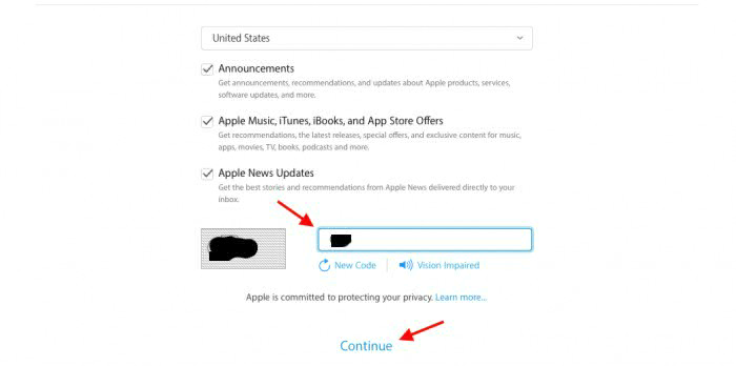 United States
Announcements
Get announcements, recommendations, and updates about Apple products, services,
software updates, and more.
Apple Music, iTunes, iBooks, and App Store Offers
Get recommendations, the latest releases, special offers, and exclusive content for music,
apps, movies, TV, books, podcasts and more.
Apple News Updates
Get the best stories and recommendations from Apple News delivered directly to your
inbox.
New Code
Vision Impaired
Apple is committed to protecting your privacy. Learn more...
Continue